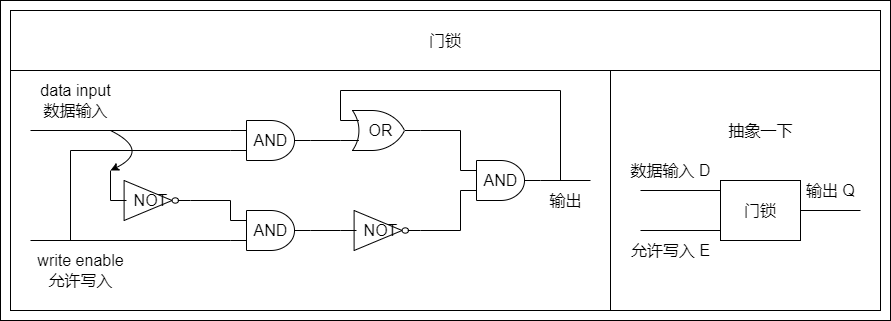 门锁
data input
数据输入
AND
OR
NOT
AND
NOT
AND
输出
write enable
允许写入
抽象一下
数据输入 D
门锁
输出 Q
允许写入 E